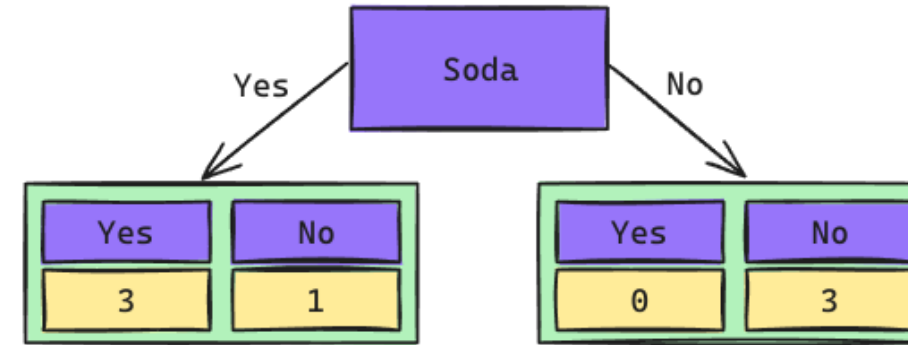 Soda
Yes
No
Yes No
3 1
Yes No
0 3